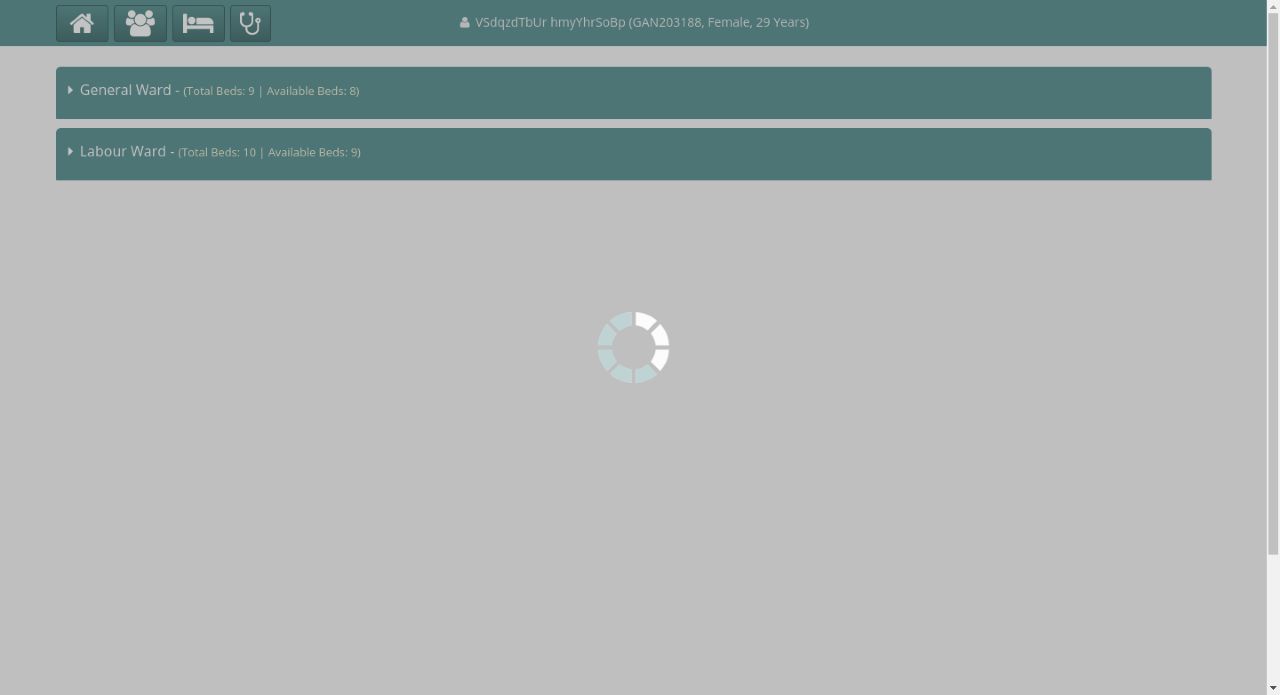 VSdqzdTbUr hmyYhrSoBp (GAN203188, Female, 29 Years)
General Ward - (Total Beds: 9 | Available Beds: 8)
Labour Ward - (Total Beds: 10 | Available Beds: 9)